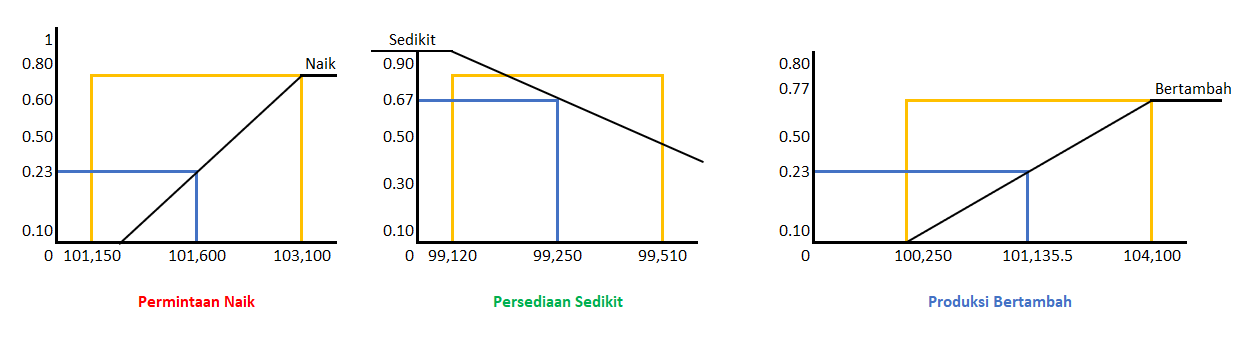 1
0.80
Naik
0.60
0.50
0.23
0.10
0 101,150 101,600 103,100
Permintaan Naik
Sedikit
0.90
0.67
0.50
0.30
0.10
0 99,120 99,250 99,510
Persediaan Sedikit
0.80
0.77
Bertambah
0.50
0.23
0.10
0 100,250 101,135.5 104,100
Produksi Bertambah